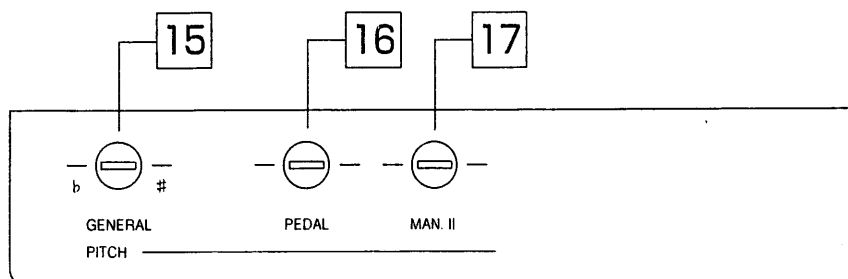 15 16 17
b #
GENERAL PEDAL MAN. II
PITCH